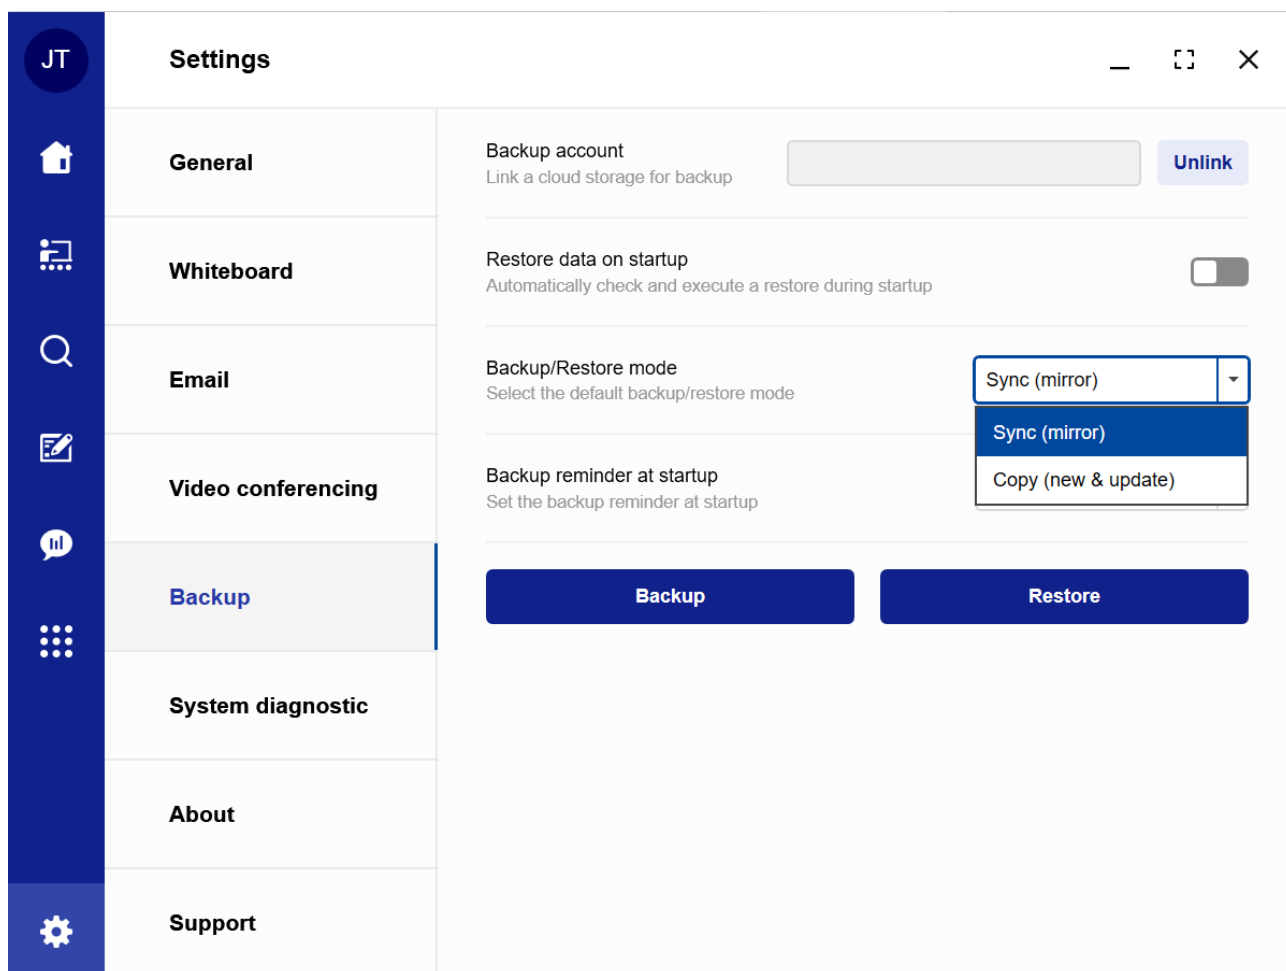 JT
Settings
General
Whiteboard
Email
Video conferencing
Backup
System diagnostic
About
Support
Backup account
Link a cloud storage for backup
Unlink
Restore data on startup
Automatically check and execute a restore during startup
Backup/Restore mode
Select the default backup/restore mode
Sync (mirror)
Sync (mirror)
Copy (new & update)
Backup reminder at startup
Set the backup reminder at startup
Backup
Restore